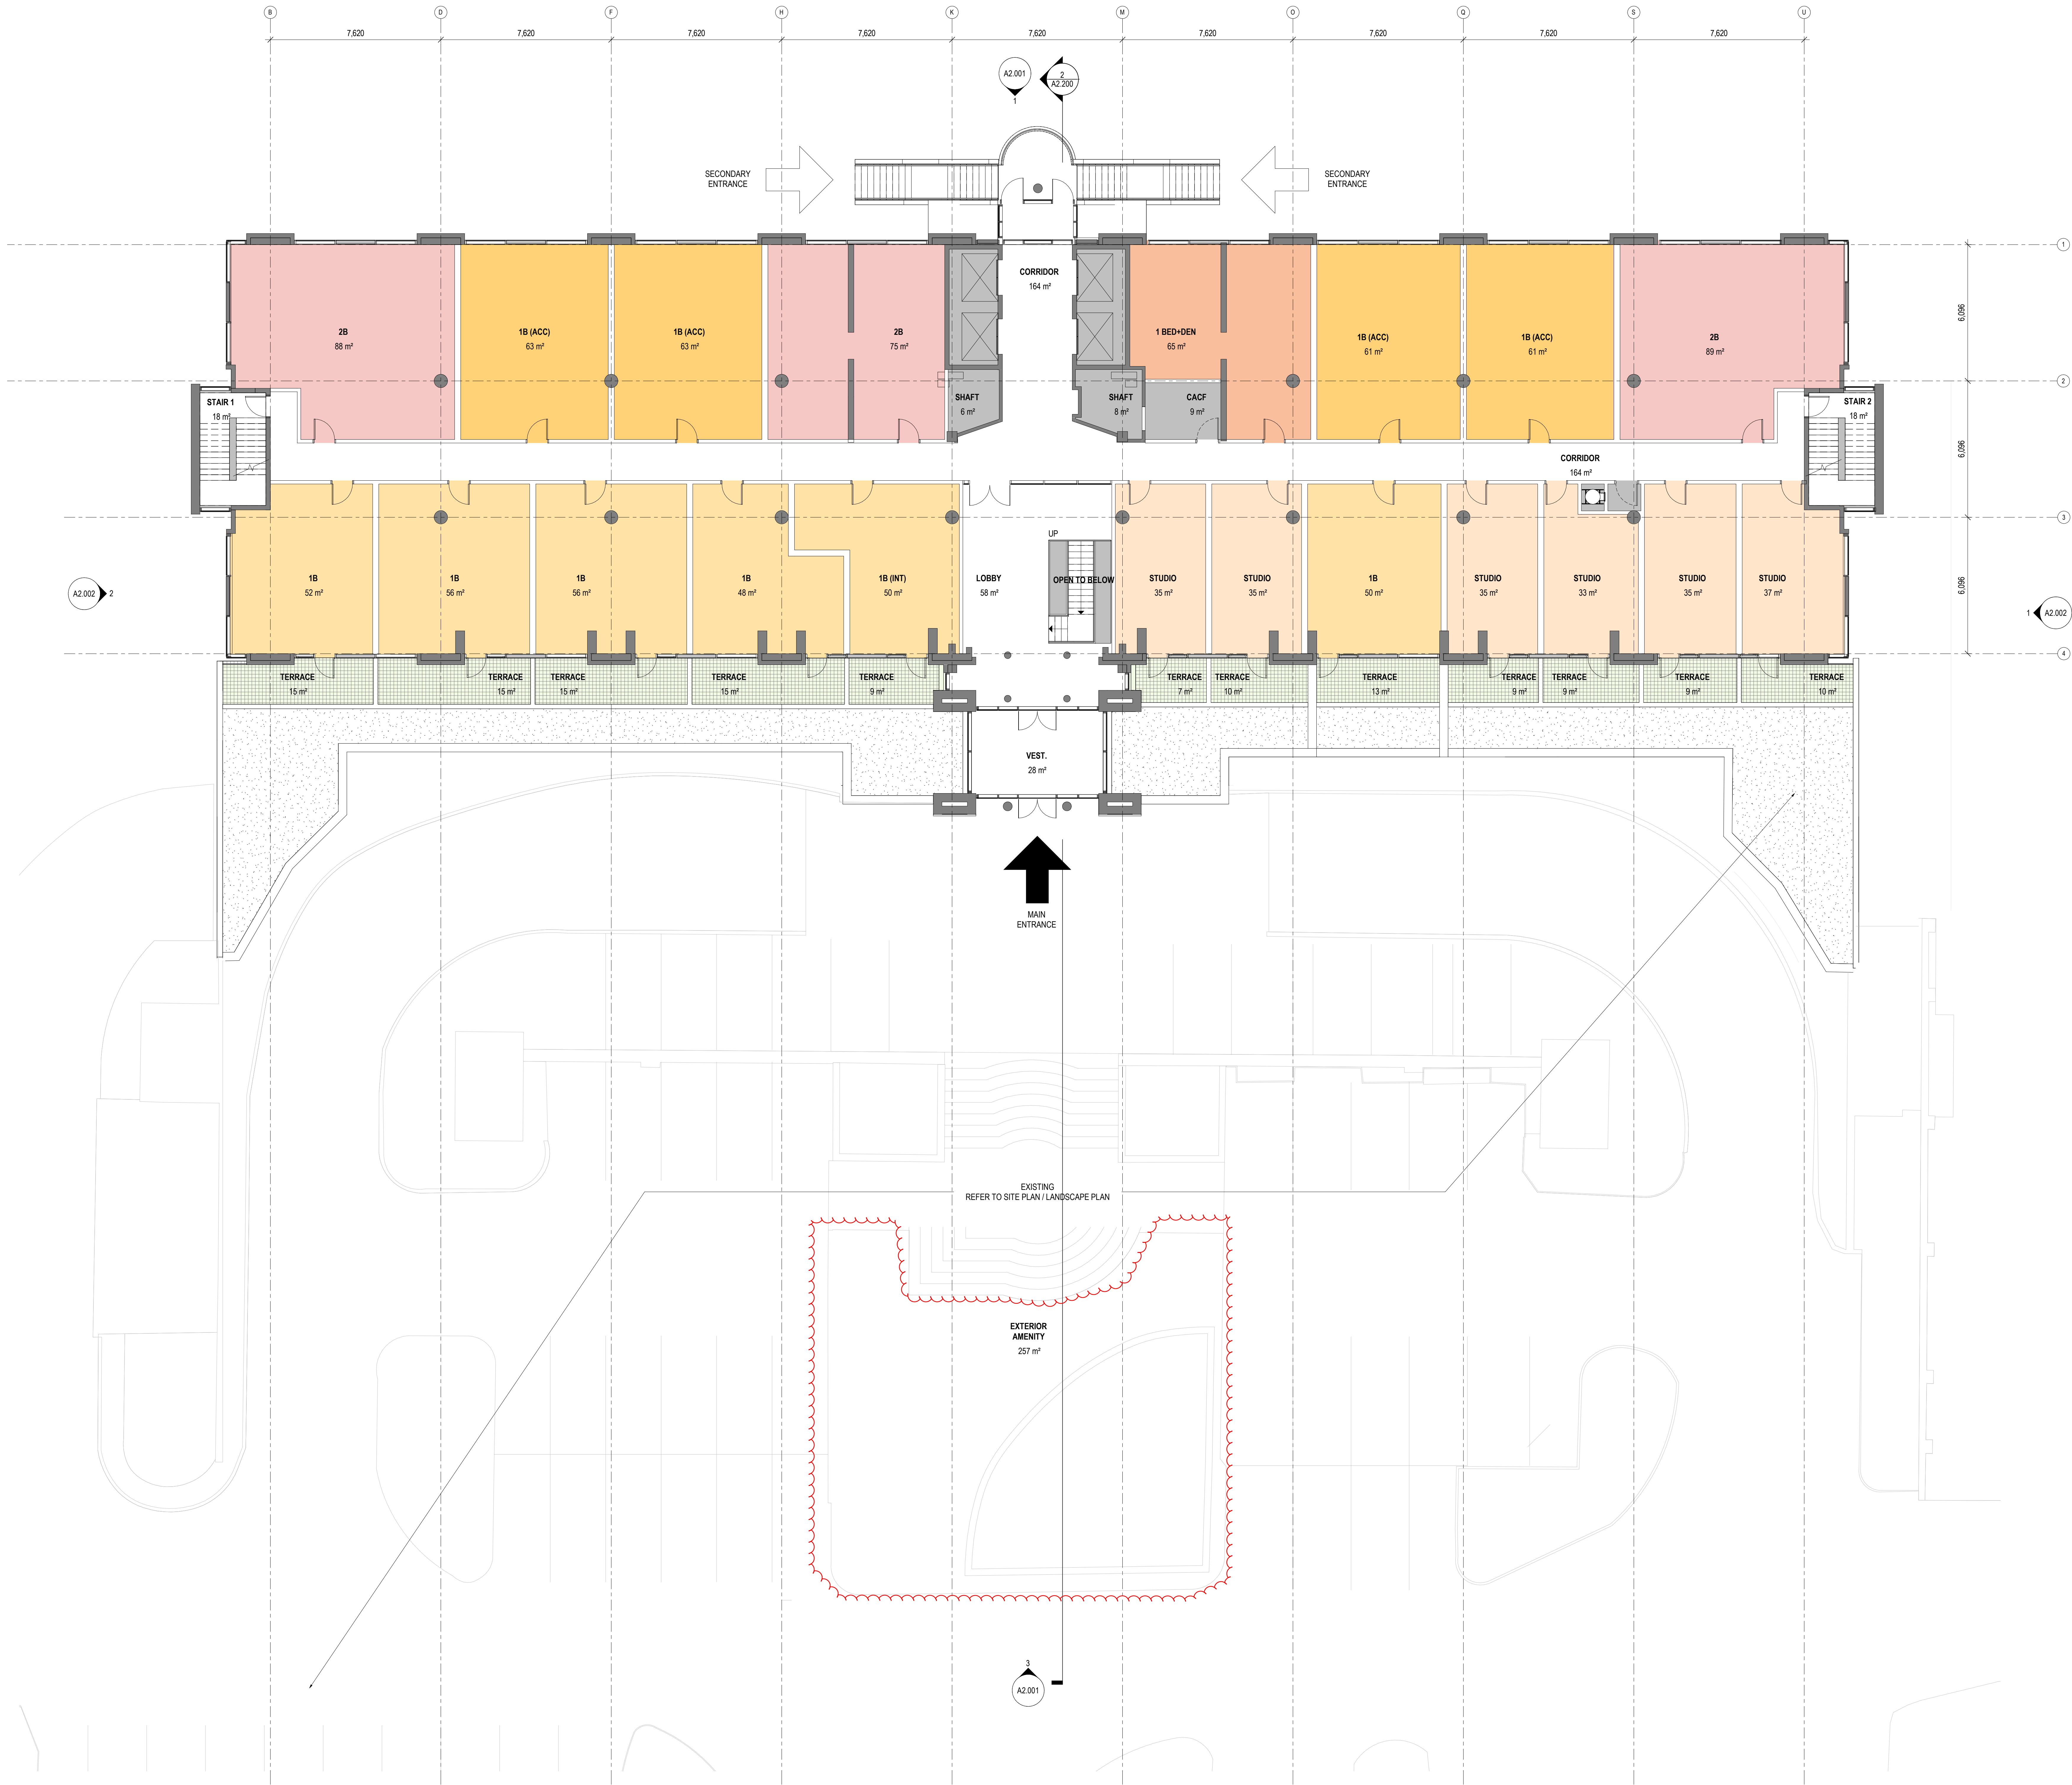 B
D
F
H
K
M
O
Q
S
U
7,620
7,620
7,620
7,620
7,620
7,620
7,620
7,620
7,620
A2.001
1
2
A2.200
SECONDARY
ENTRANCE
SECONDARY
ENTRANCE
1
2
3
4
6,096
6,096
6,096
CORRIDOR
164 m²
2B
88 m²
1B (ACC)
63 m²
1B (ACC)
63 m²
2B
75 m²
1 BED+DEN
65 m²
1B (ACC)
61 m²
1B (ACC)
61 m²
2B
89 m²
STAIR 1
18 m²
SHAFT
6 m²
SHAFT
8 m²
CACF
9 m²
STAIR 2
18 m²
CORRIDOR
164 m²
UP
1B
52 m²
1B
56 m²
1B
56 m²
1B
48 m²
1B (INT)
50 m²
LOBBY
58 m²
OPEN TO BELOW
STUDIO
35 m²
STUDIO
35 m²
1B
50 m²
STUDIO
35 m²
STUDIO
33 m²
STUDIO
35 m²
STUDIO
37 m²
A2.002
2
1
A2.002
TERRACE
15 m²
TERRACE
15 m²
TERRACE
15 m²
TERRACE
15 m²
TERRACE
9 m²
TERRACE
7 m²
TERRACE
10 m²
TERRACE
13 m²
TERRACE
9 m²
TERRACE
9 m²
TERRACE
9 m²
TERRACE
10 m²
VEST.
28 m²
MAIN
ENTRANCE
EXISTING
REFER TO SITE PLAN / LANDSCAPE PLAN
EXTERIOR
AMENITY
257 m²
3
A2.001